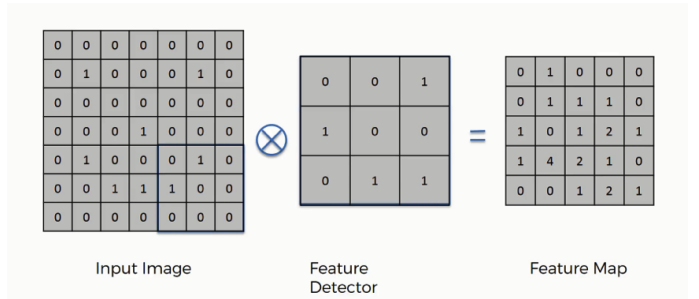 0 0 0 0 0 0 0
0 1 0 0 0 1 0
0 0 0 0 0 0 0
0 0 0 1 0 0 0
0 1 0 0 0 1 0
0 0 1 1 1 0 0
0 0 0 0 0 0 0
0 0 1
1 0 0
0 1 1
=
0 1 0 0 0
0 1 1 1 0
1 0 1 2 1
1 4 2 1 0
0 0 1 2 1
Input Image
Feature
Detector
Feature Map